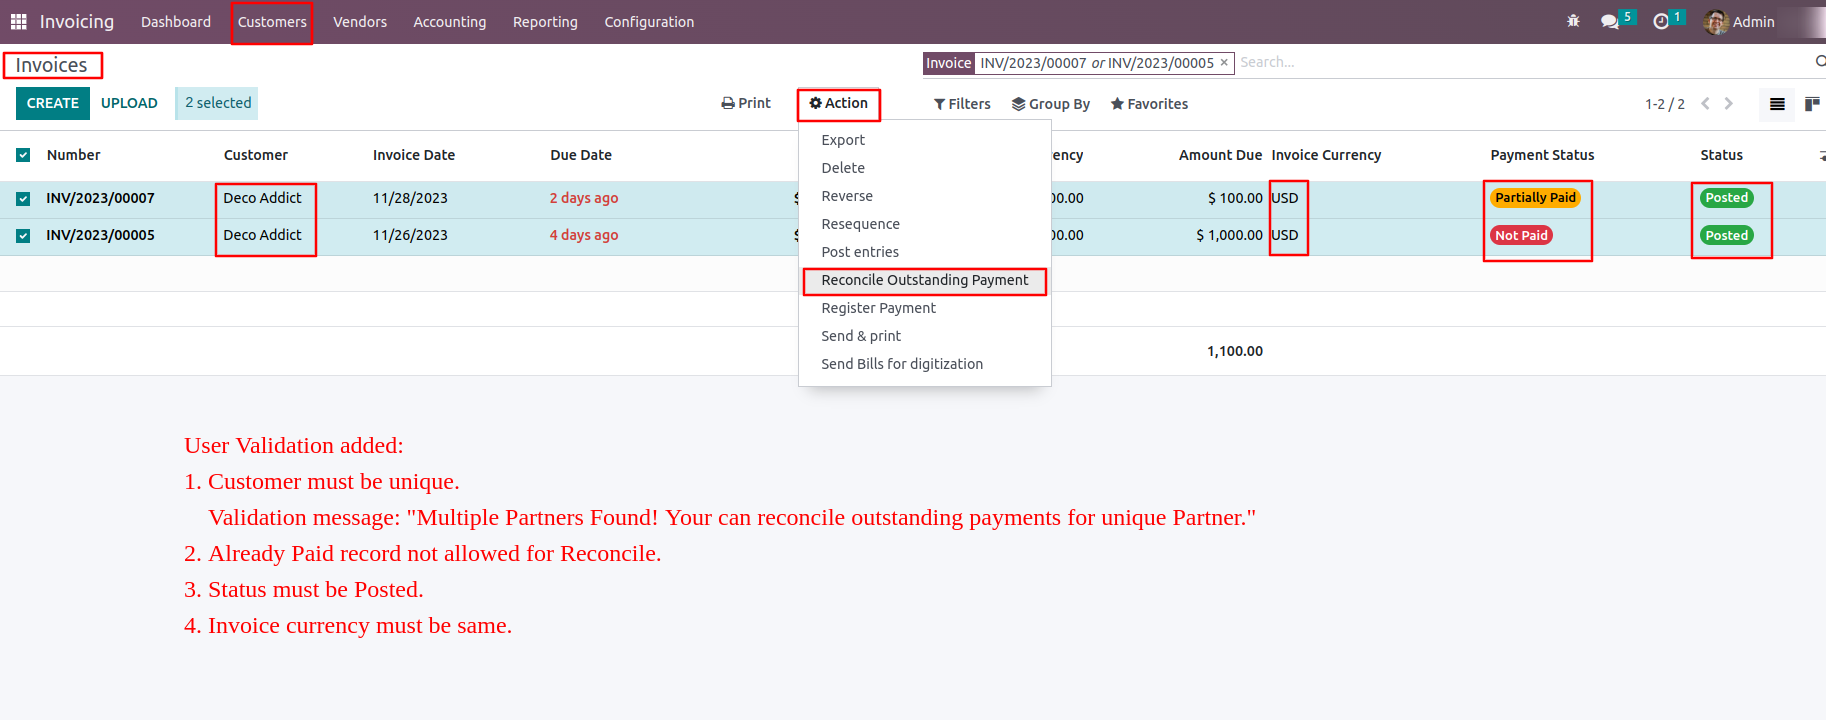 Invoicing Dashboard Customers Vendors Accounting Reporting Configuration 5 1 Admin
Invoices Invoice INV/2023/00007 or INV/2023/00005 × Search...
CREATE UPLOAD 2 selected Print Action Filters Group By Favorites 1-2 / 2
Number Customer Invoice Date Due Date Amount Due Invoice Currency Payment Status Status
INV/2023/00007 Deco Addict 11/28/2023 2 days ago $ 100.00 USD Partially Paid Posted
INV/2023/00005 Deco Addict 11/26/2023 4 days ago $ 1,000.00 USD Not Paid Posted
1,100.00
Export
Delete
Reverse
Resequence
Post entries
Reconcile Outstanding Payment
Register Payment
Send & print
Send Bills for digitization
User Validation added:
1. Customer must be unique.
Validation message: "Multiple Partners Found! Your can reconcile outstanding payments for unique Partner."
2. Already Paid record not allowed for Reconcile.
3. Status must be Posted.
4. Invoice currency must be same.